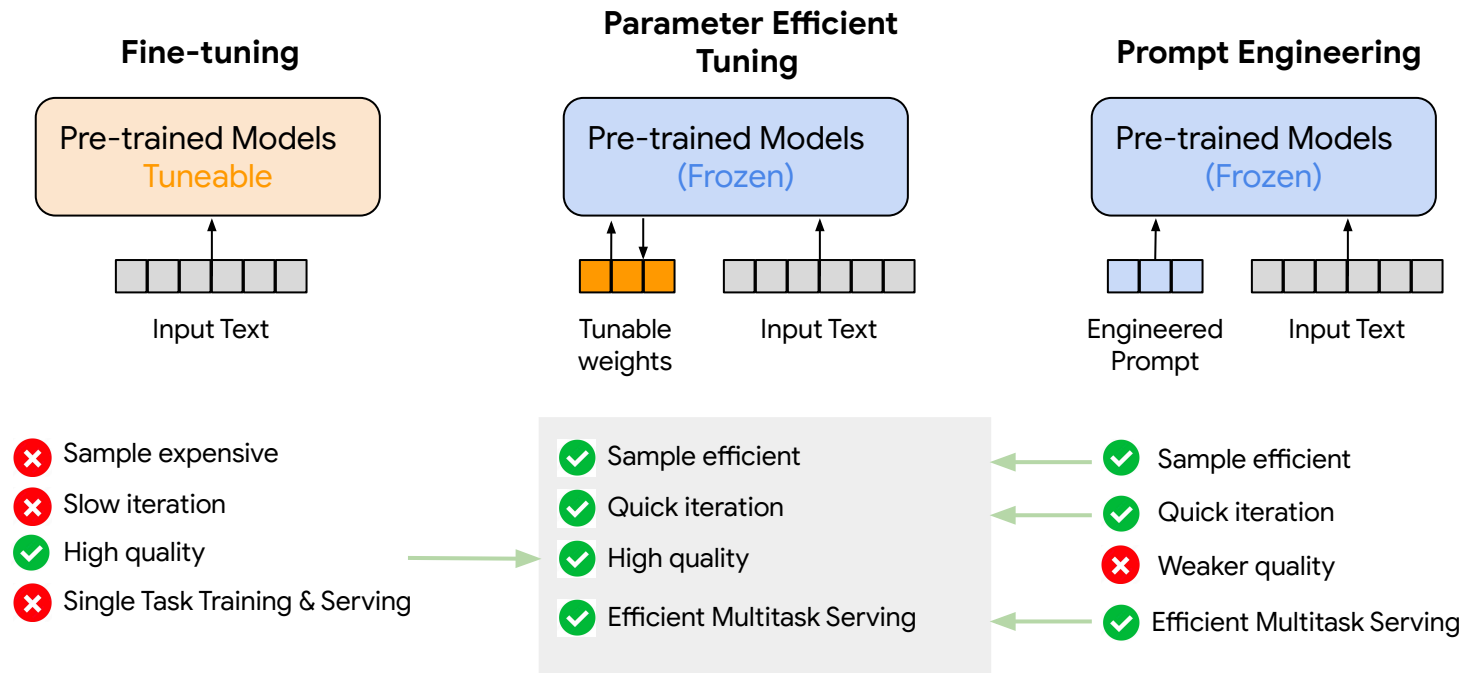 Fine-tuning
Pre-trained Models
Tuneable
Input Text
Sample expensive
Slow iteration
High quality
Single Task Training & Serving
Parameter Efficient
Tuning
Pre-trained Models
(Frozen)
Tunable
weights
Input Text
Sample efficient
Quick iteration
High quality
Efficient Multitask Serving
Prompt Engineering
Pre-trained Models
(Frozen)
Engineered
Prompt
Input Text
Sample efficient
Quick iteration
Weaker quality
Efficient Multitask Serving